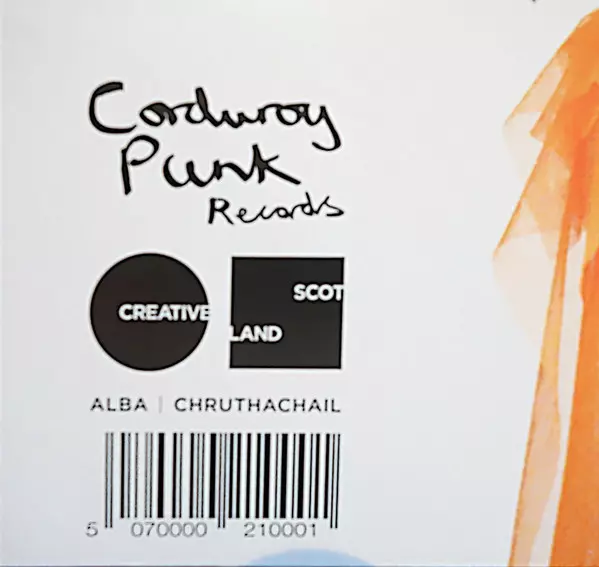 Corduroy
Punk
Records
CREATIVE
SCOT
LAND
ALBA | CHRUTHACHAIL
5 070000 210001